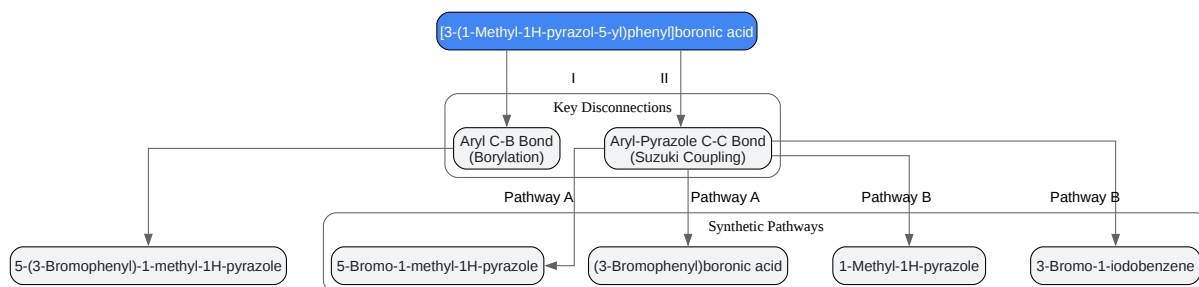 [3-(1-Methyl-1H-pyrazol-5-yl)phenyl]boronic acid
I
II
Key Disconnections
Aryl C-B Bond
(Borylation)
Aryl-Pyrazole C-C Bond
(Suzuki Coupling)
Pathway A
Pathway A
Pathway B
Pathway B
Synthetic Pathways
5-(3-Bromophenyl)-1-methyl-1H-pyrazole
5-Bromo-1-methyl-1H-pyrazole
(3-Bromophenyl)boronic acid
1-Methyl-1H-pyrazole
3-Bromo-1-iodobenzene